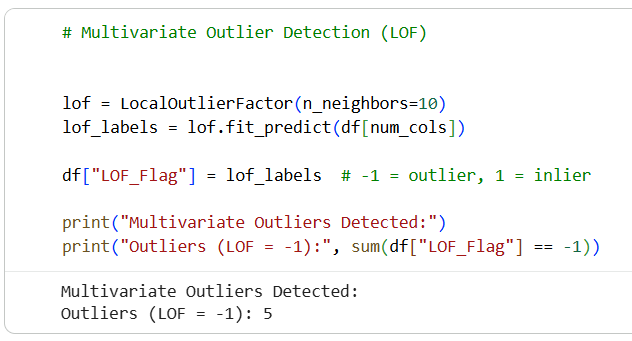 # Multivariate Outlier Detection (LOF)
lof = LocalOutlierFactor(n_neighbors=10)
lof_labels = lof.fit_predict(df[num_cols])
df["LOF_Flag"] = lof_labels  # -1 = outlier, 1 = inlier
print("Multivariate Outliers Detected:")
print("Outliers (LOF = -1):", sum(df["LOF_Flag"] == -1))
Multivariate Outliers Detected:
Outliers (LOF = -1): 5